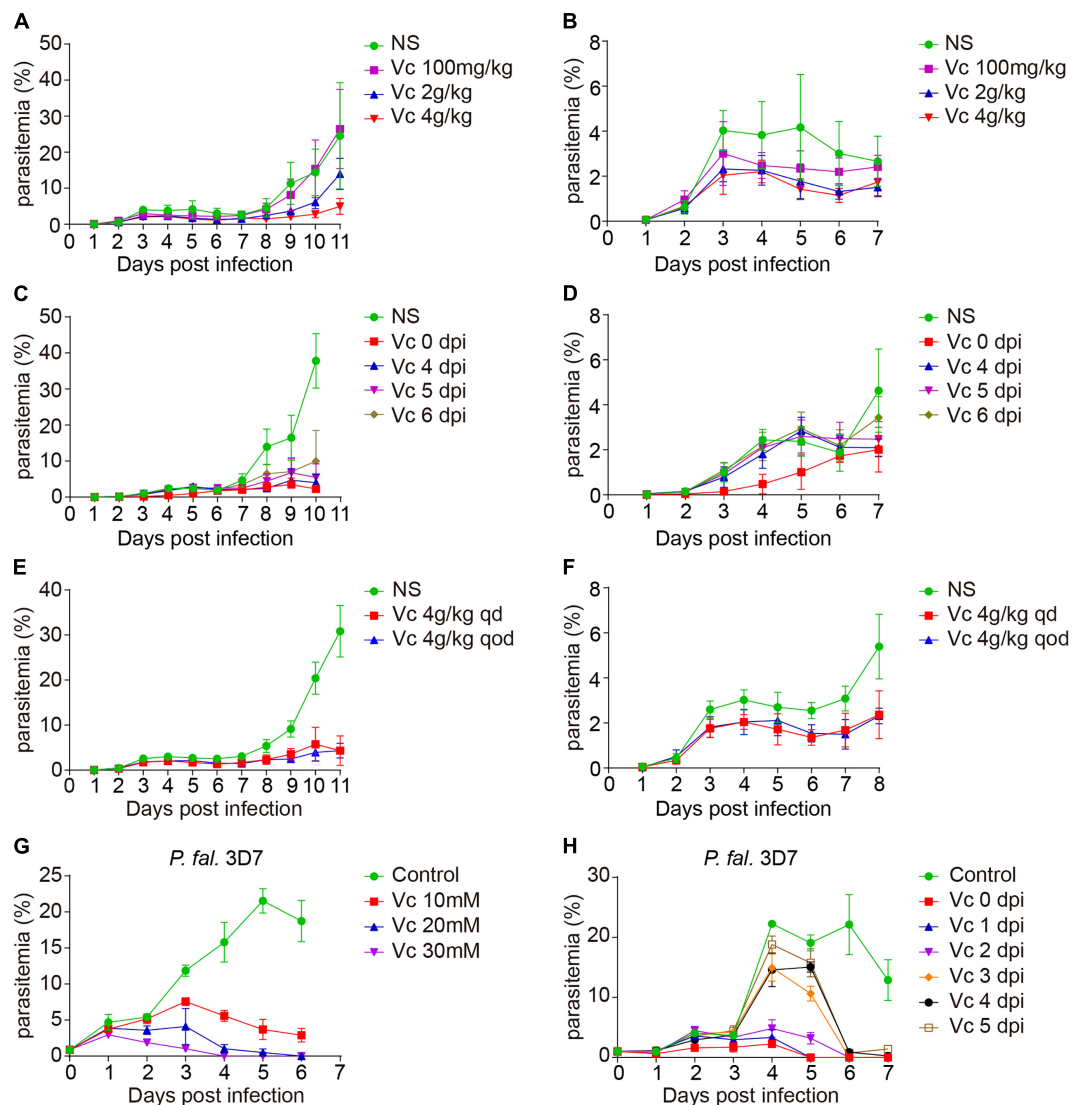 A
parasitemia (%)
50
40
30
20
10
0
0 1 2 3 4 5 6 7 8 9 10 11
Days post infection
NS
Vc 100mg/kg
Vc 2g/kg
Vc 4g/kg
B
parasitemia (%)
8
6
4
2
0
0 1 2 3 4 5 6 7
Days post infection
NS
Vc 100mg/kg
Vc 2g/kg
Vc 4g/kg
C
parasitemia (%)
50
40
30
20
10
0
0 1 2 3 4 5 6 7 8 9 10 11
Days post infection
NS
Vc 0 dpi
Vc 4 dpi
Vc 5 dpi
Vc 6 dpi
D
parasitemia (%)
8
6
4
2
0
0 1 2 3 4 5 6 7
Days post infection
NS
Vc 0 dpi
Vc 4 dpi
Vc 5 dpi
Vc 6 dpi
E
parasitemia (%)
40
30
20
10
0
0 1 2 3 4 5 6 7 8 9 10 11
Days post infection
NS
Vc 4g/kg qd
Vc 4g/kg qod
F
parasitemia (%)
8
6
4
2
0
0 1 2 3 4 5 6 7 8
Days post infection
NS
Vc 4g/kg qd
Vc 4g/kg qod
G
P. fal. 3D7
parasitemia (%)
25
20
15
10
5
0
0 1 2 3 4 5 6 7
Days post infection
Control
Vc 10mM
Vc 20mM
Vc 30mM
H
P. fal. 3D7
parasitemia (%)
30
20
10
0
0 1 2 3 4 5 6 7
Days post infection
Control
Vc 0 dpi
Vc 1 dpi
Vc 2 dpi
Vc 3 dpi
Vc 4 dpi
Vc 5 dpi